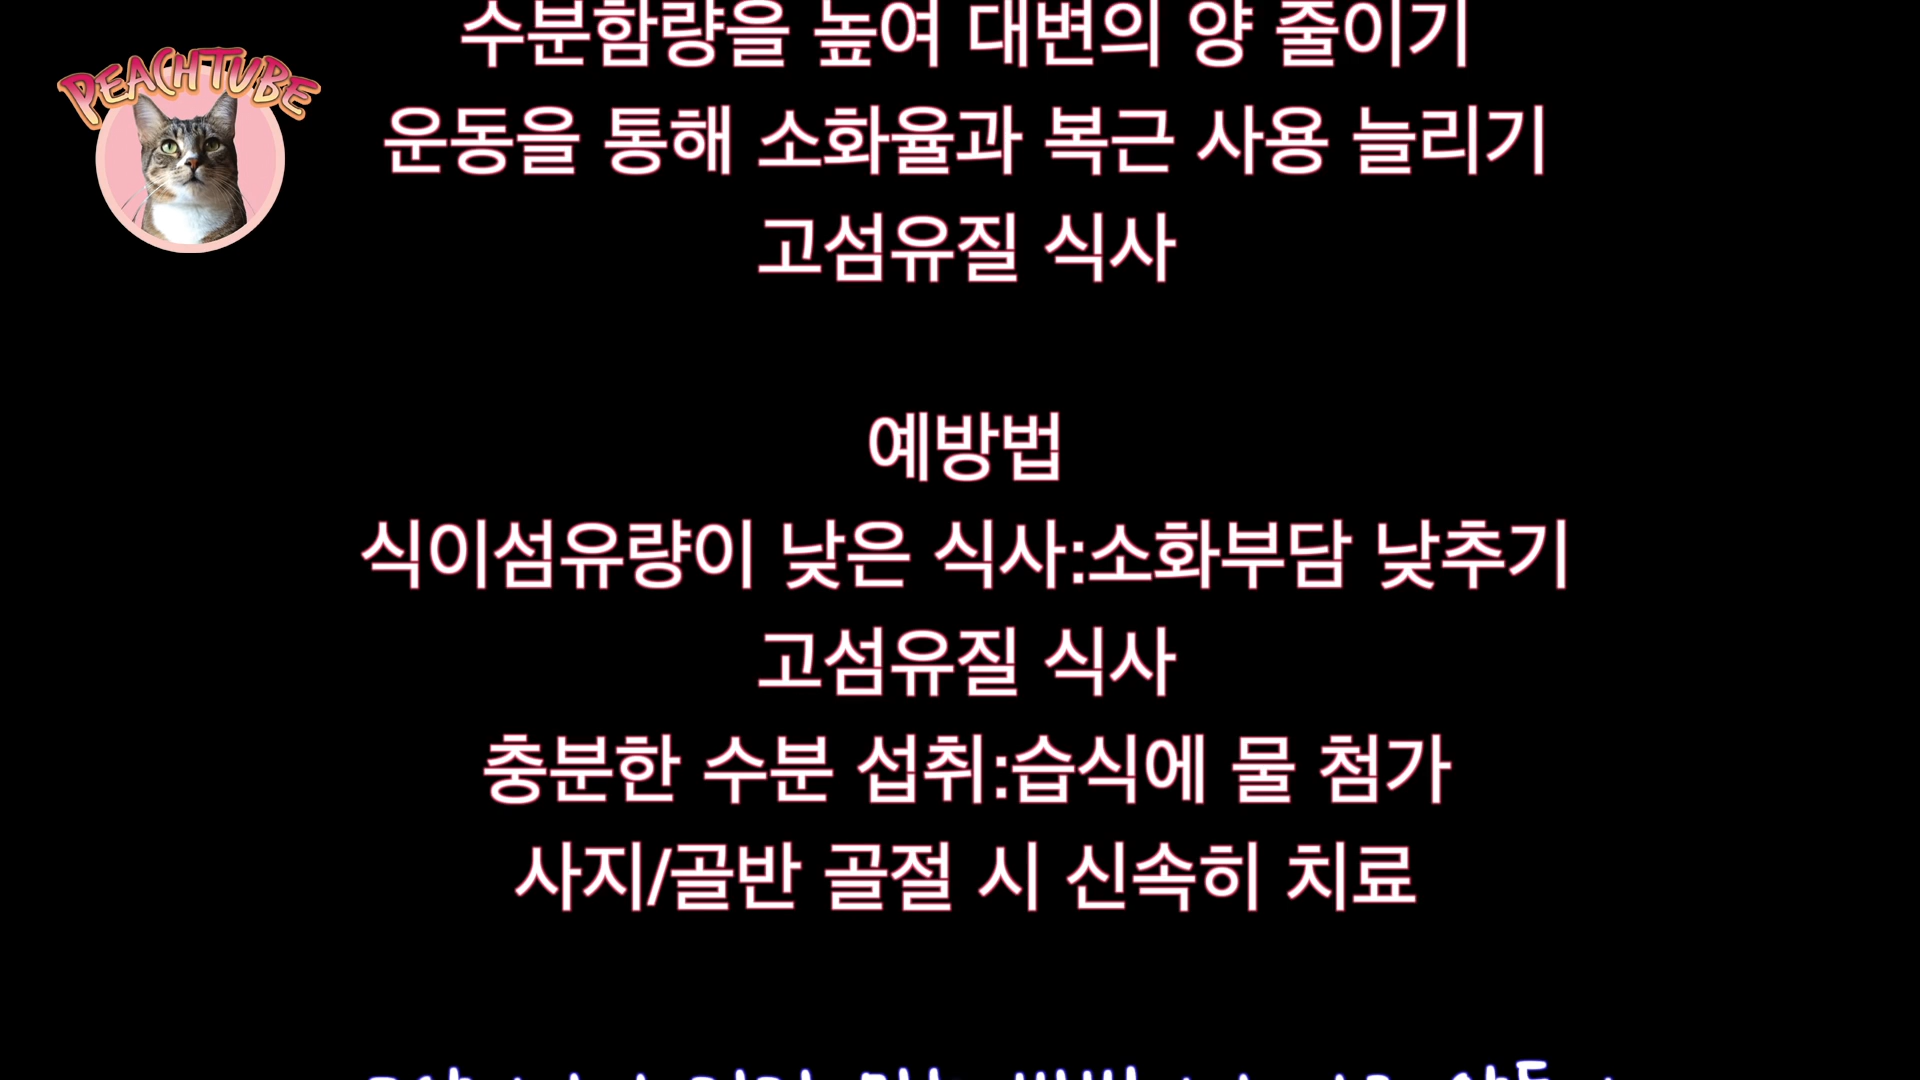 PEACHTUBE
수분함량을 높여 대변의 양 줄이기
운동을 통해 소화율과 복근 사용 늘리기
고섬유질 식사
예방법
식이섬유량이 낮은 식사:소화부담 낮추기
고섬유질 식사
충분한 수분 섭취:습식에 물 첨가
사지/골반 골절 시 신속히 치료